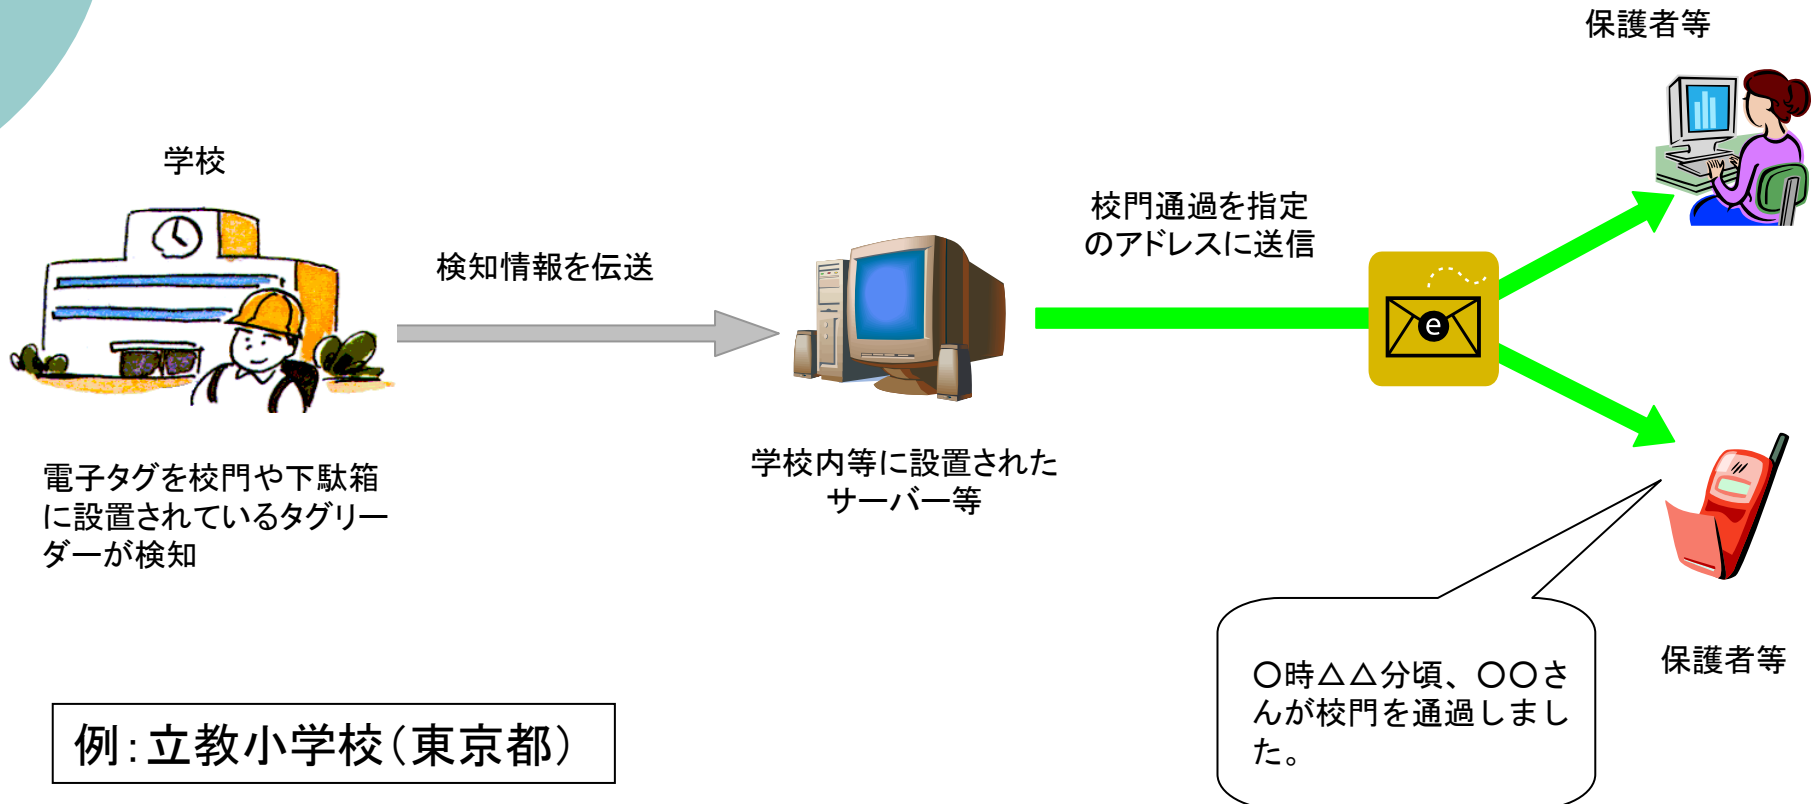 保護者等
学校
校門通過を指定
のアドレスに送信
検知情報を伝送
e
学校内等に設置された
サーバー等
電子タグを校門や下駄箱
に設置されているタグリー
ダーが検知
保護者等
〇時△△分頃、〇〇さ
んが校門を通過しまし
た。
例：立教小学校（東京都）